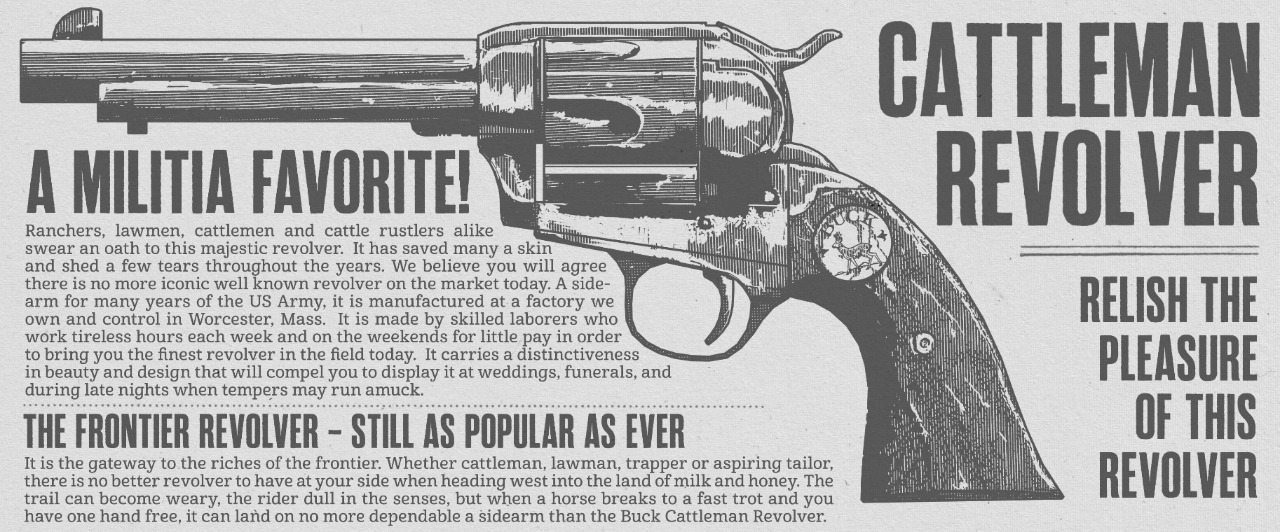 CATTLEMAN
REVOLVER
A MILITIA FAVORITE!
Ranchers, lawmen, cattlemen and cattle rustlers alike
swear an oath to this majestic revolver. It has saved many a skin
and shed a few tears throughout the years. We believe you will agree
there is no more iconic well known revolver on the market today. A side-
arm for many years of the US Army, it is manufactured at a factory we
own and control in Worcester, Mass. It is made by skilled laborers who
work tireless hours each week and on the weekends for little pay in order
to bring you the finest revolver in the field today. It carries a distinctiveness
in beauty and design that will compel you to display it at weddings, funerals, and
during late nights when tempers may run amuck.
THE FRONTIER REVOLVER – STILL AS POPULAR AS EVER
It is the gateway to the riches of the frontier. Whether cattleman, lawman, trapper or aspiring tailor,
there is no better revolver to have at your side when heading west into the land of milk and honey. The
trail can become weary, the rider dull in the senses, but when a horse breaks to a fast trot and you
have one hand free, it can land on no more dependable a sidearm than the Buck Cattleman Revolver.
BUCK
RELISH THE
PLEASURE
OF THIS
REVOLVER